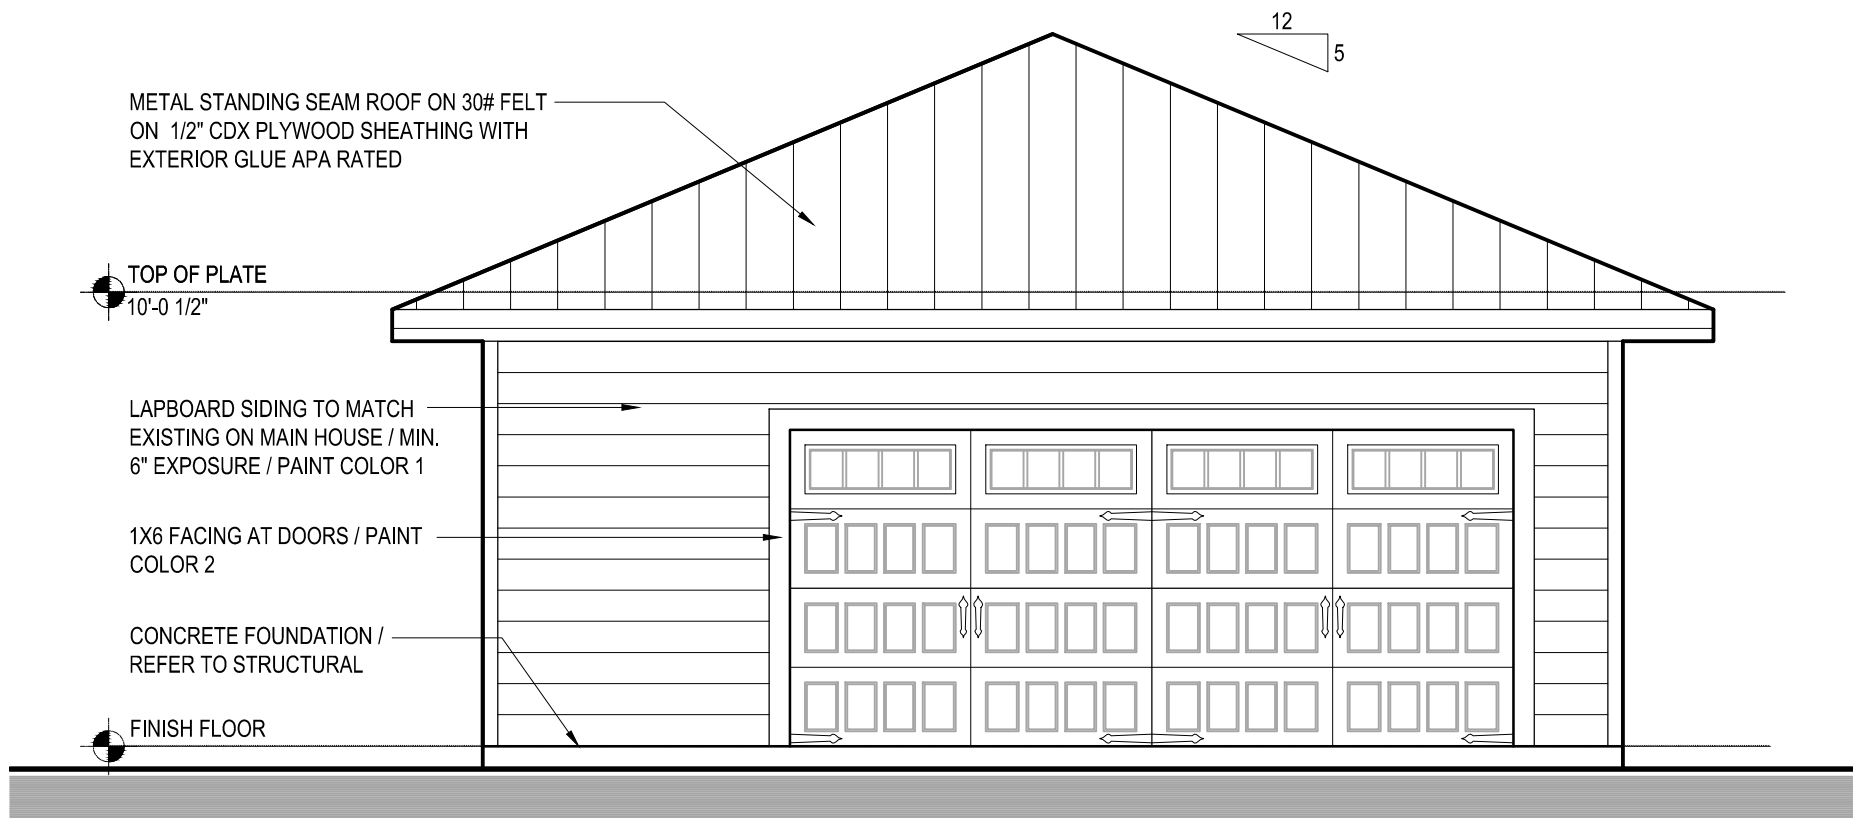 12
5
METAL STANDING SEAM ROOF ON 30# FELT
ON 1/2" CDX PLYWOOD SHEATHING WITH
EXTERIOR GLUE APA RATED
TOP OF PLATE
10'-0 1/2"
LAPBOARD SIDING TO MATCH
EXISTING ON MAIN HOUSE / MIN.
6" EXPOSURE / PAINT COLOR 1
1X6 FACING AT DOORS / PAINT
COLOR 2
CONCRETE FOUNDATION /
REFER TO STRUCTURAL
FINISH FLOOR